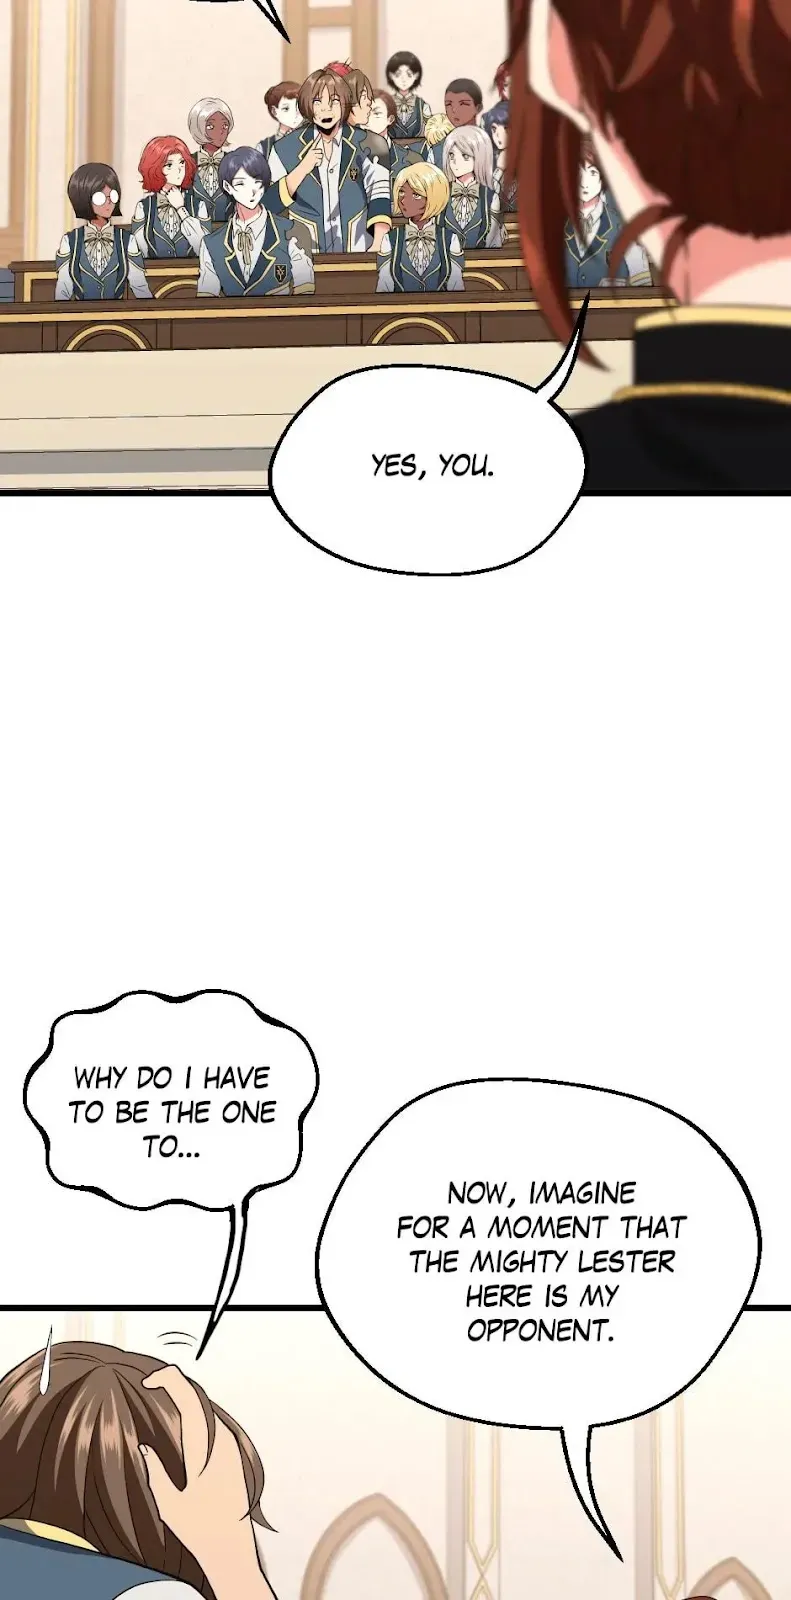 YES, YOU.
WHY DO I HAVE
TO BE THE ONE
TO...
NOW, IMAGINE
FOR A MOMENT THAT
THE MIGHTY LESTER
HERE IS MY
OPPONENT.